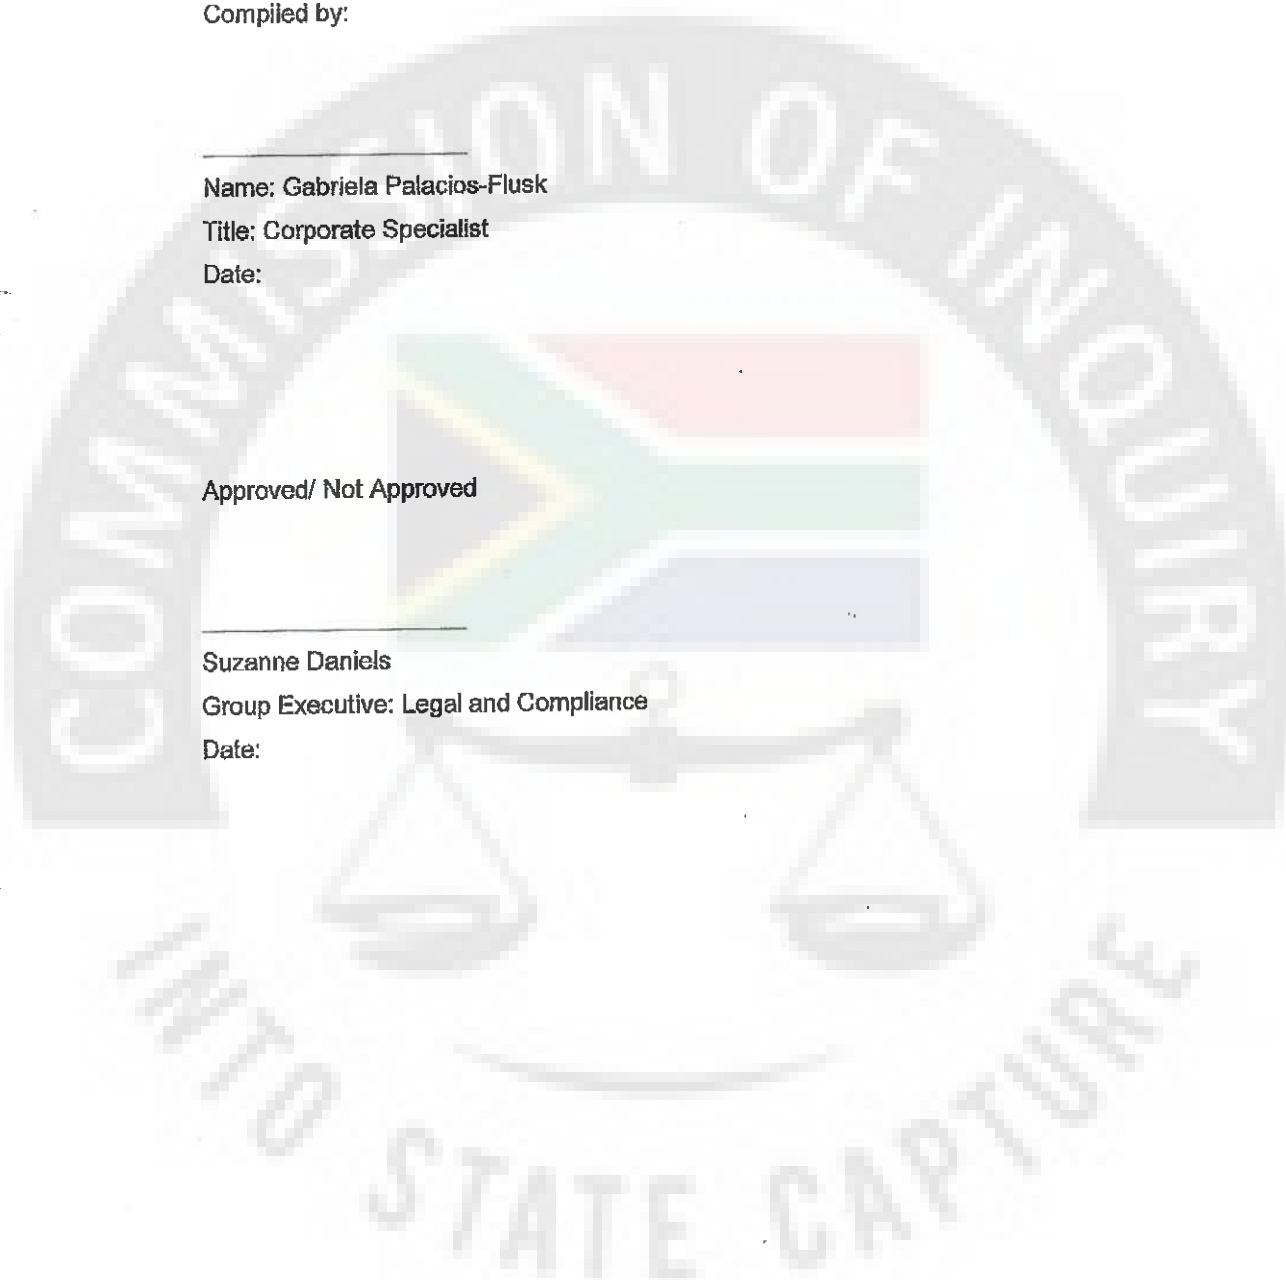 Compiled by:
Name: Gabriela Palacios-Flusk
Title: Corporate Specialist
Date:
Approved/ Not Approved
Suzanne Daniels
Group Executive: Legal and Compliance
Date:
COMMISSION OF INQUIRY
INTO STATE CAPTURE